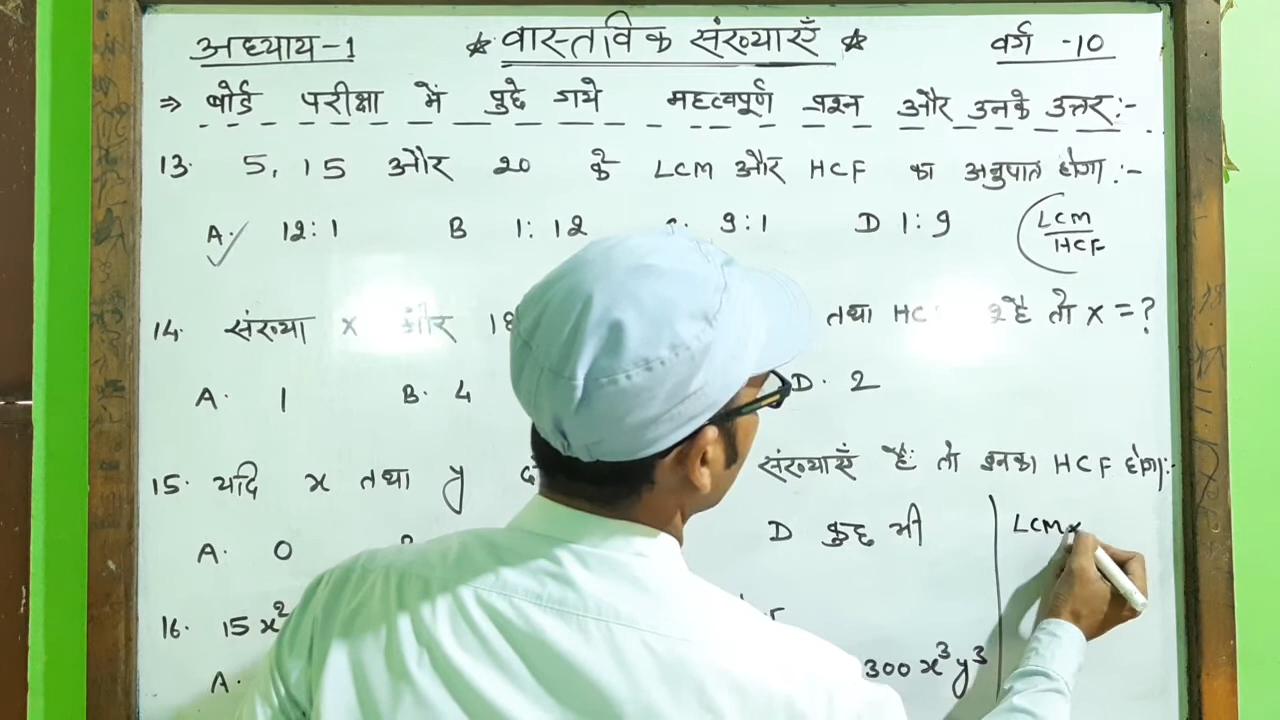 अध्याय-1 ☆ वास्तविक संख्याएँ ☆ वर्ग -10
⇒ बोर्ड परीक्षा में पुछे गये महत्वपूर्ण प्रश्न और उनके उत्तर:-
13. 5, 15 और 20 के LCM और HCF का अनुपात होगा:-
A. ✓ 12:1 B 1:12 9:1 D 1:9 LCM/HCF
14. संख्या x और तथा है तो x = ?
A. 1 B. 4 D. 2
15. यदि x तथा y संख्याएँ हैं तो इनका HCF होगा:-
A. 0 D कुछ भी
LCM x
16. 15x²
A. 300x³y³